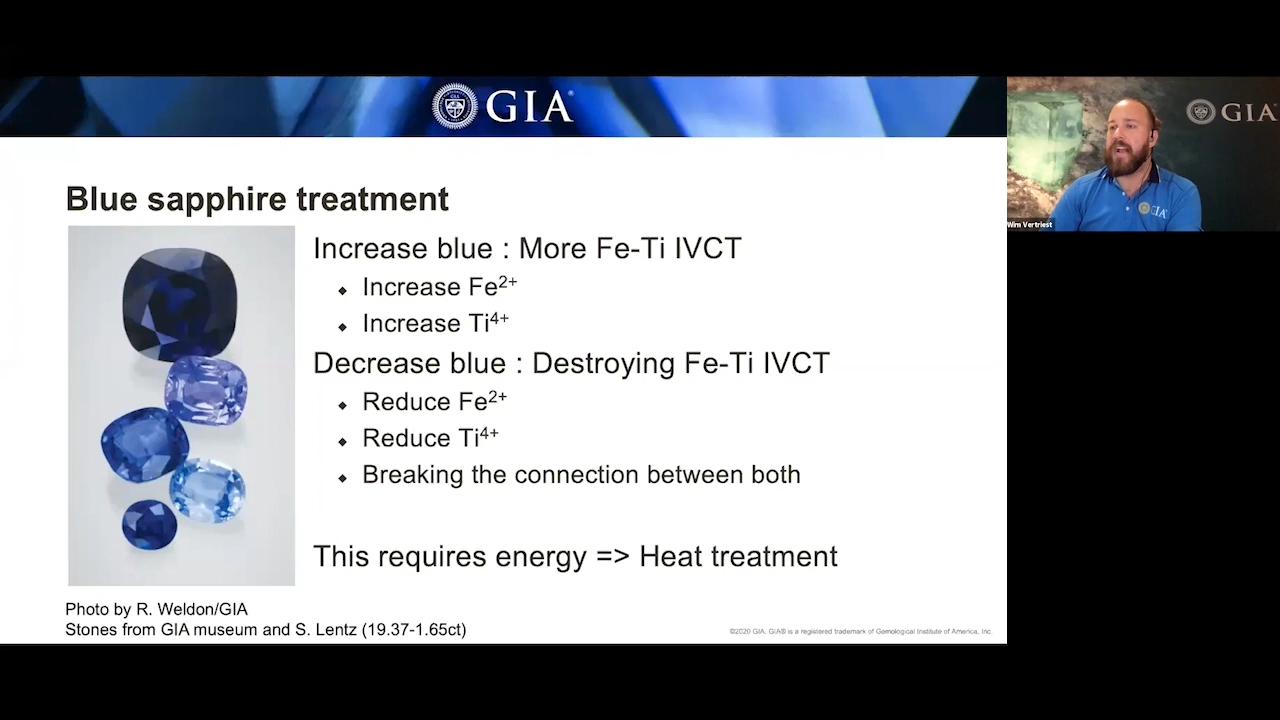 GIA®
GIA
Blue sapphire treatment
Increase blue : More Fe-Ti IVCT
◆ Increase Fe²⁺
◆ Increase Ti⁴⁺
Decrease blue : Destroying Fe-Ti IVCT
◆ Reduce Fe²⁺
◆ Reduce Ti⁴⁺
◆ Breaking the connection between both
This requires energy => Heat treatment
Photo by R. Weldon/GIA
Stones from GIA museum and S. Lentz (19.37-1.65ct)
©2020 GIA. GIA® is a registered trademark of Gemological Institute of America, Inc.
GIA
Wim Vertriest